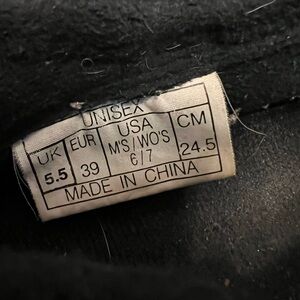 UNISEX
UK EUR USA CM
M'S/WO'S
5.5 39 6/7 24.5
MADE IN CHINA